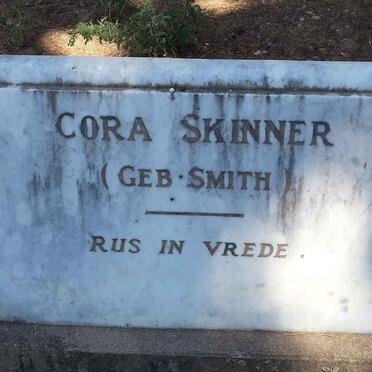 CORA SKINNER
(GEB·SMITH)
RUS IN VREDE.